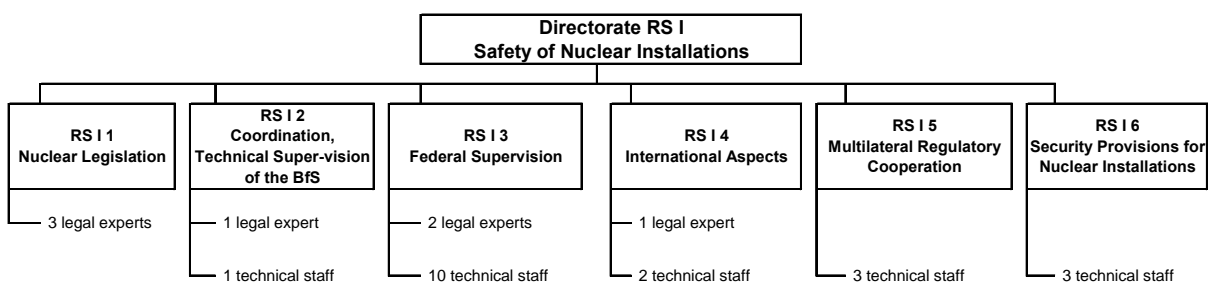 Directorate RS I
Safety of Nuclear Installations
RS I 1
Nuclear Legislation
RS I 2
Coordination,
Technical Super-vision
of the BfS
RS I 3
Federal Supervision
RS I 4
International Aspects
RS I 5
Multilateral Regulatory
Cooperation
RS I 6
Security Provisions for
Nuclear Installations
3 legal experts
1 legal expert
2 legal experts
1 legal expert
1 technical staff
10 technical staff
2 technical staff
3 technical staff
3 technical staff